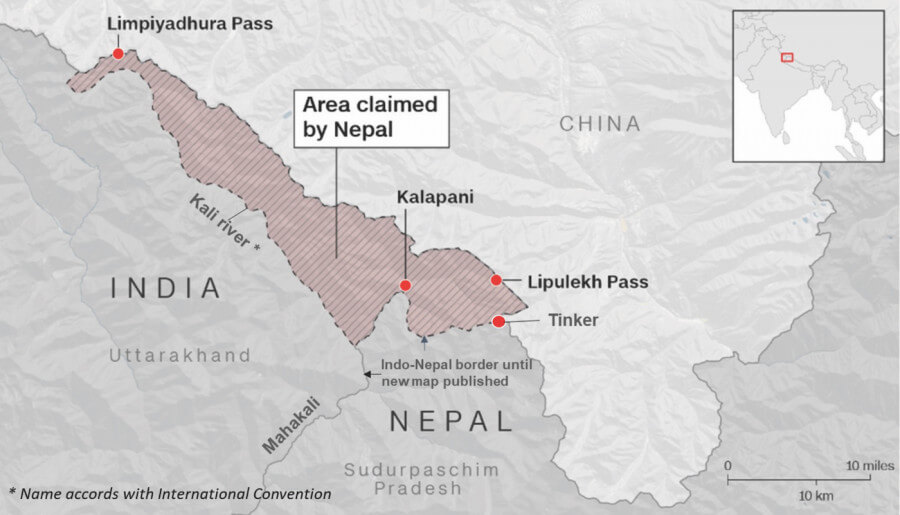 Limpiyadhura Pass
Area claimed
by Nepal
CHINA
Kalapani
Kali river *
INDIA
Lipulekh Pass
Tinker
Uttarakhand
Indo-Nepal border until
new map published
Mahakali
NEPAL
Sudurpaschim
Pradesh
0 10 miles
10 km
* Name accords with International Convention